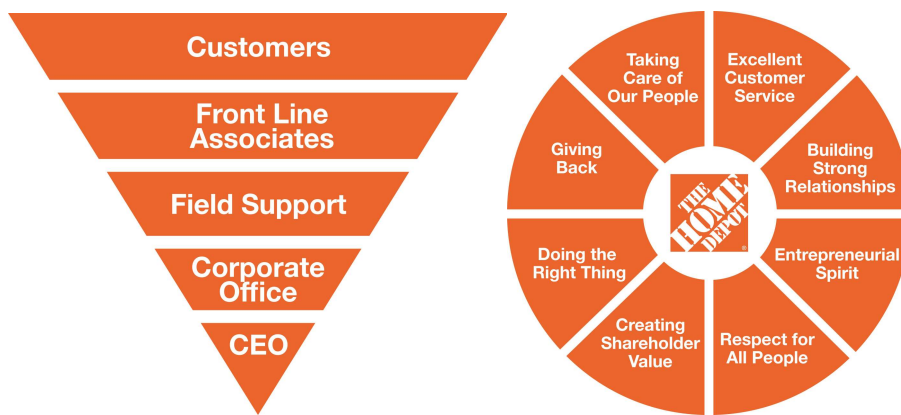 Customers
Front Line
Associates
Field Support
Corporate
Office
CEO
Taking
Care of
Our People
Excellent
Customer
Service
Building
Strong
Relationships
Entrepreneurial
Spirit
Respect for
All People
Creating
Shareholder
Value
Doing the
Right Thing
Giving
Back
THE
HOME
DEPOT
®